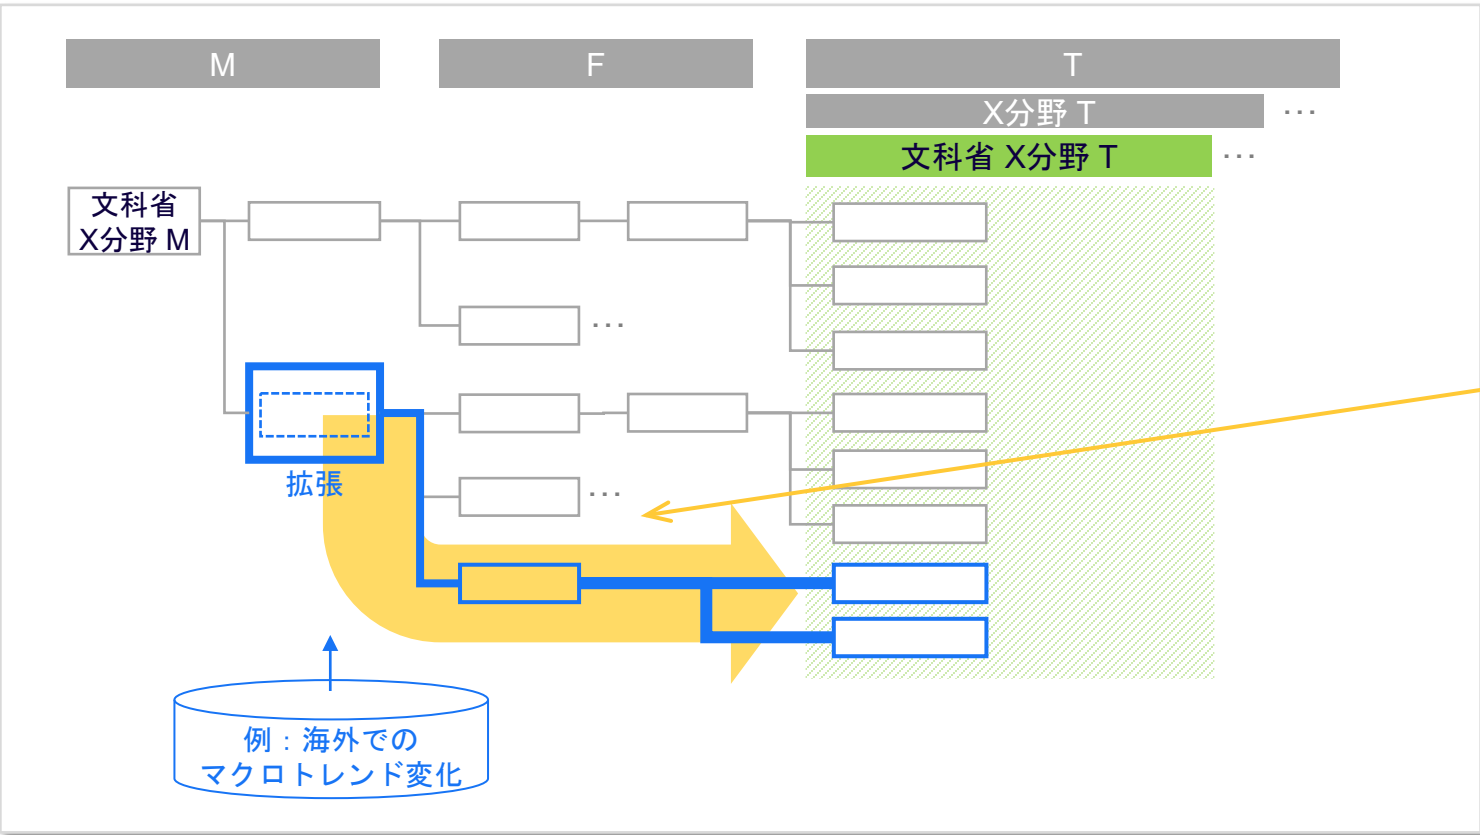 M
F
T
X分野 T
...
文科省 X分野 T
...
文科省
X分野 M
...
拡張
...
例：海外での
マクロトレンド変化